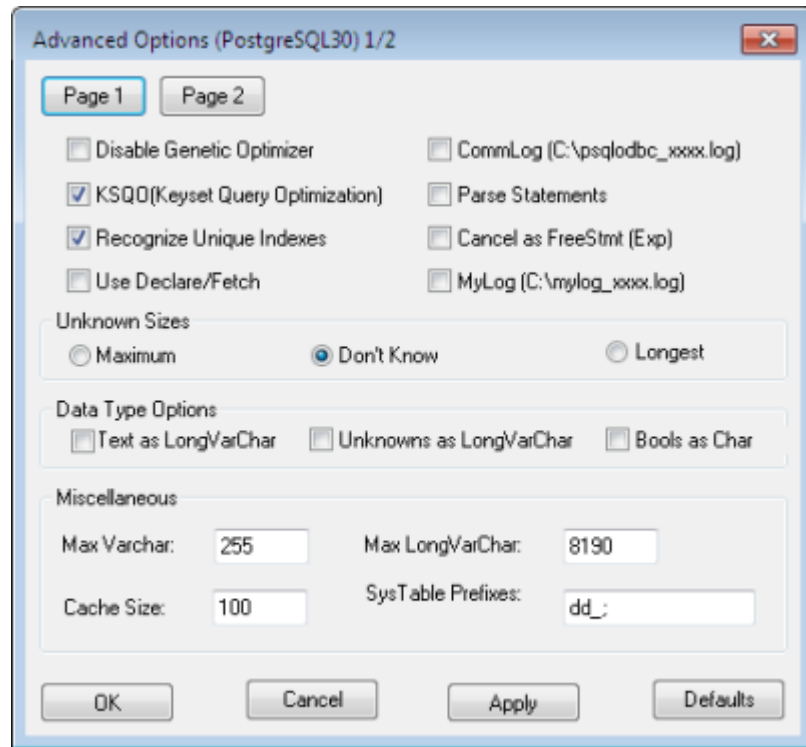 Advanced Options (PostgreSQL30) 1/2
Page 1 Page 2
Disable Genetic Optimizer CommLog (C:\psqlodbc_xxxx.log)
KSQO(Keyset Query Optimization) Parse Statements
Recognize Unique Indexes Cancel as FreeStmt (Exp)
Use Declare/Fetch MyLog (C:\mylog_xxxx.log)
Unknown Sizes
Maximum Don't Know Longest
Data Type Options
Text as LongVarChar Unknowns as LongVarChar Bools as Char
Miscellaneous
Max Varchar: 255 Max LongVarChar: 8190
Cache Size: 100 SysTable Prefixes: dd_;
OK Cancel Apply Defaults